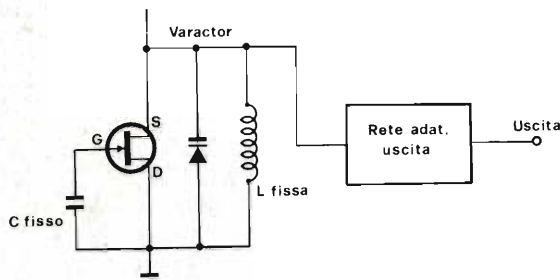 Varactor
S
G
D
C fisso
L fissa
Rete adat.
uscita
Uscita